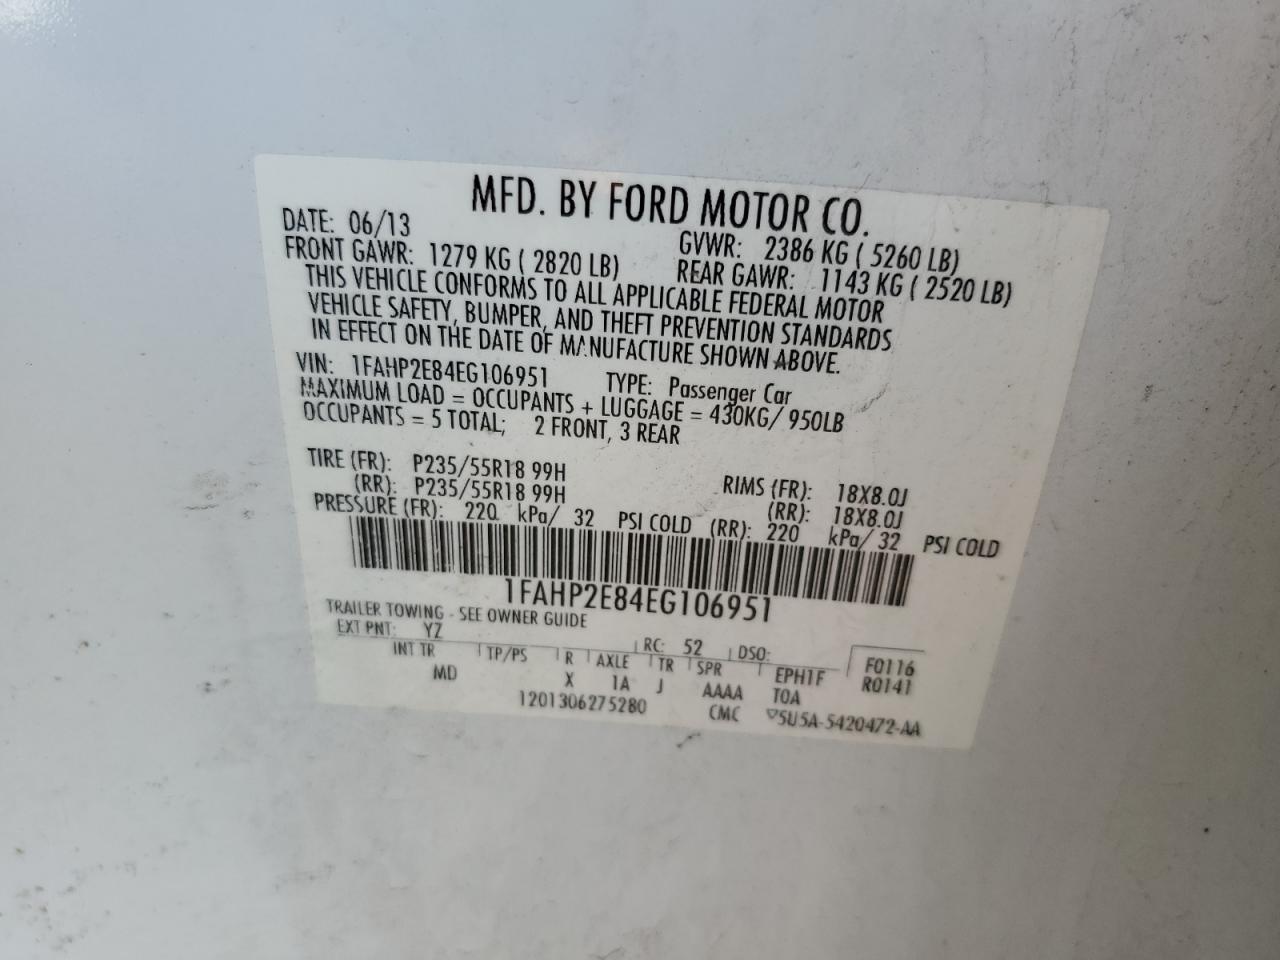 MFD. BY FORD MOTOR CO.
DATE: 06/13 GVWR: 2386 KG ( 5260 LB)
FRONT GAWR: 1279 KG ( 2820 LB) REAR GAWR: 1143 KG ( 2520 LB)
THIS VEHICLE CONFORMS TO ALL APPLICABLE FEDERAL MOTOR
VEHICLE SAFETY, BUMPER, AND THEFT PREVENTION STANDARDS
IN EFFECT ON THE DATE OF MANUFACTURE SHOWN ABOVE.
VIN: 1FAHP2E84EG106951 TYPE: Passenger Car
MAXIMUM LOAD = OCCUPANTS + LUGGAGE = 430KG/ 950LB
OCCUPANTS = 5 TOTAL; 2 FRONT, 3 REAR
TIRE (FR): P235/55R18 99H RIMS (FR): 18X8.0J
(RR): P235/55R18 99H (RR): 18X8.0J
PRESSURE (FR): 220 kPa/ 32 PSI COLD (RR): 220 kPa/ 32 PSI COLD
1FAHP2E84EG106951
TRAILER TOWING - SEE OWNER GUIDE
EXT PNT: YZ RC: 52 DSO: F0116
INT TR TP/PS R AXLE TR SPR EPH1F R0141
MD X 1A J AAAA T0A
1201306275280 CMC ▽5U5A-5420472-AA